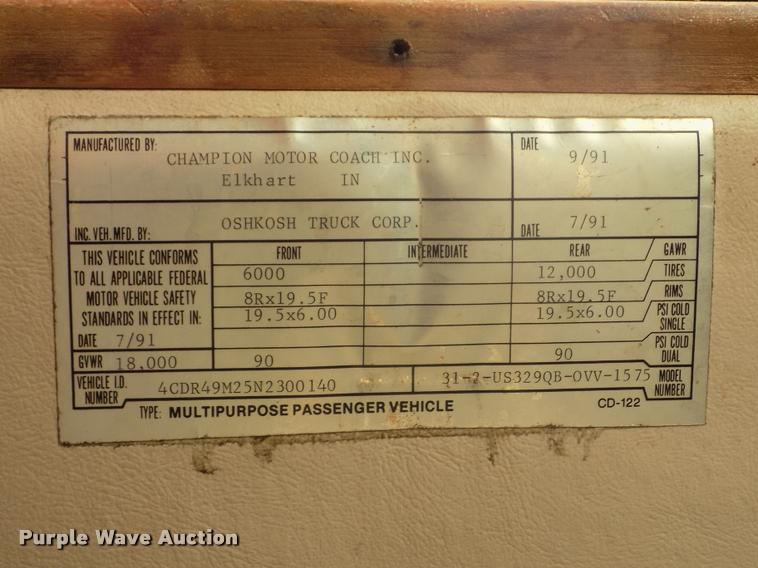 MANUFACTURED BY: CHAMPION MOTOR COACH INC. DATE 9/91
Elkhart IN
INC. VEH. MFD. BY: OSHKOSH TRUCK CORP. DATE 7/91
THIS VEHICLE CONFORMS TO ALL APPLICABLE FEDERAL MOTOR VEHICLE SAFETY STANDARDS IN EFFECT IN:
DATE 7/91
FRONT INTERMEDIATE REAR GAWR
6000 12,000 TIRES
8Rx19.5F 8Rx19.5F RIMS
19.5x6.00 19.5x6.00 PSI COLD SINGLE
GVWR 18,000 90 90 PSI COLD DUAL
VEHICLE I.D. NUMBER 4CDR49M25N2300140 31-2-US329QB-OVV-1575 MODEL NUMBER
TYPE: MULTIPURPOSE PASSENGER VEHICLE CD-122
Purple Wave Auction